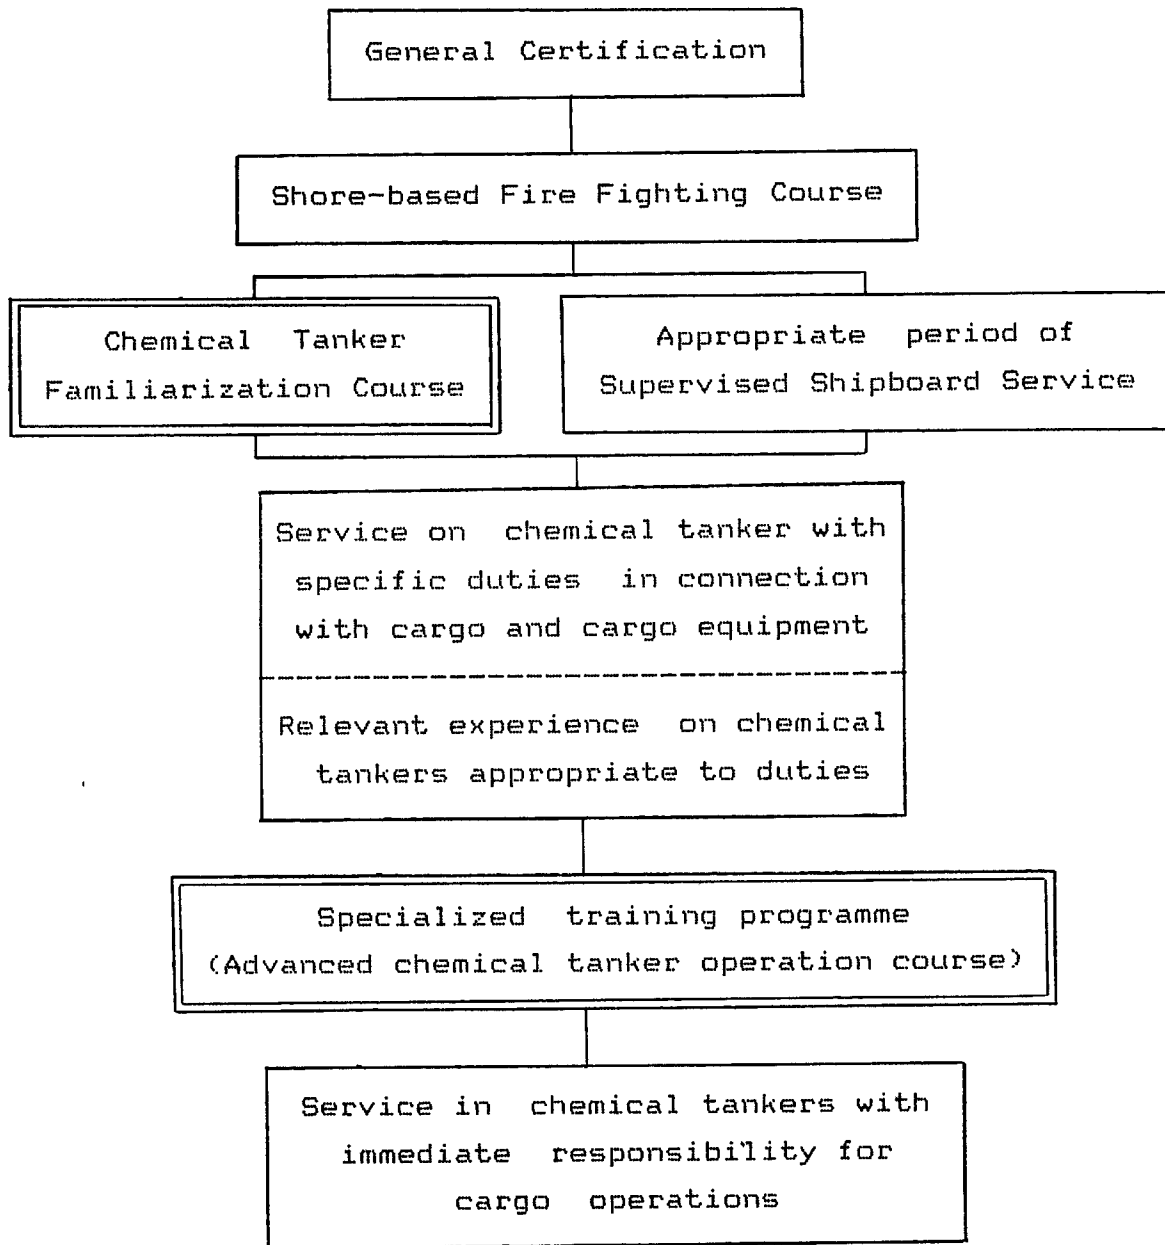 General Certification
Shore-based Fire Fighting Course
Chemical Tanker
Familiarization Course
Appropriate period of
Supervised Shipboard Service
Service on chemical tanker with
specific duties in connection
with cargo and cargo equipment
Relevant experience on chemical
tankers appropriate to duties
Specialized training programme
(Advanced chemical tanker operation course)
Service in chemical tankers with
immediate responsibility for
cargo operations